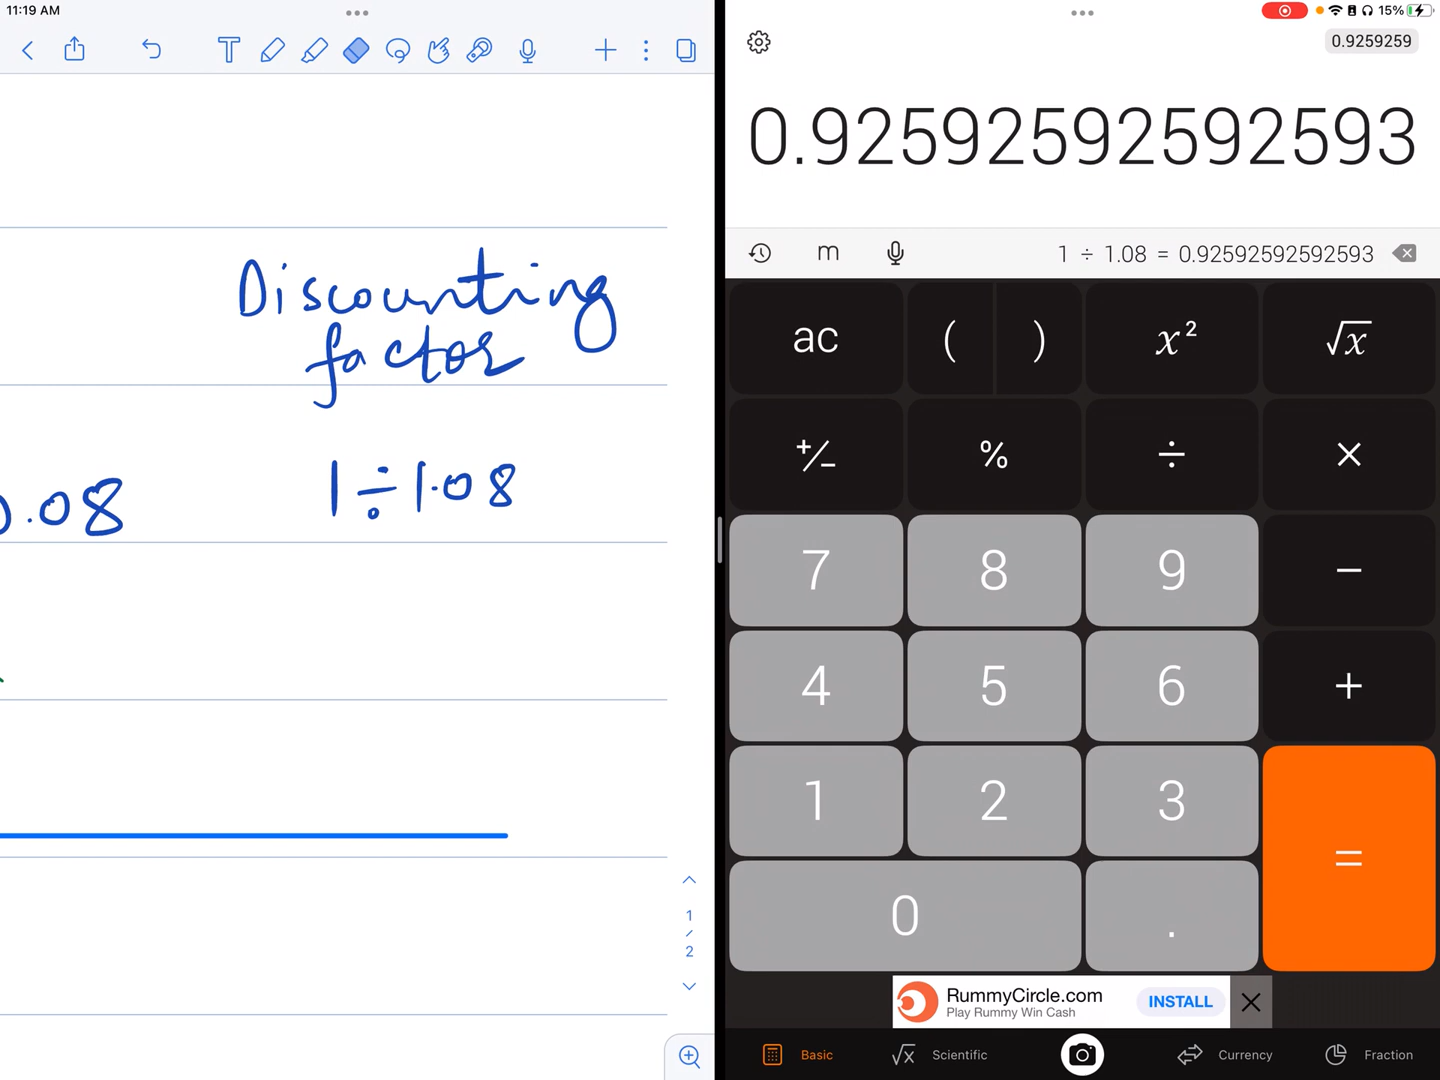 11:19 AM
15%
0.9259259
0.92592592592593
m
1 ÷ 1.08 = 0.92592592592593
Discounting
factor
0.08
1 ÷ 1.08
ac ( ) x² √x
+/− % ÷ ×
7 8 9 −
4 5 6 +
1 2 3 =
0 .
1
/
2
RummyCircle.com
Play Rummy Win Cash
INSTALL
Basic √x Scientific Currency Fraction